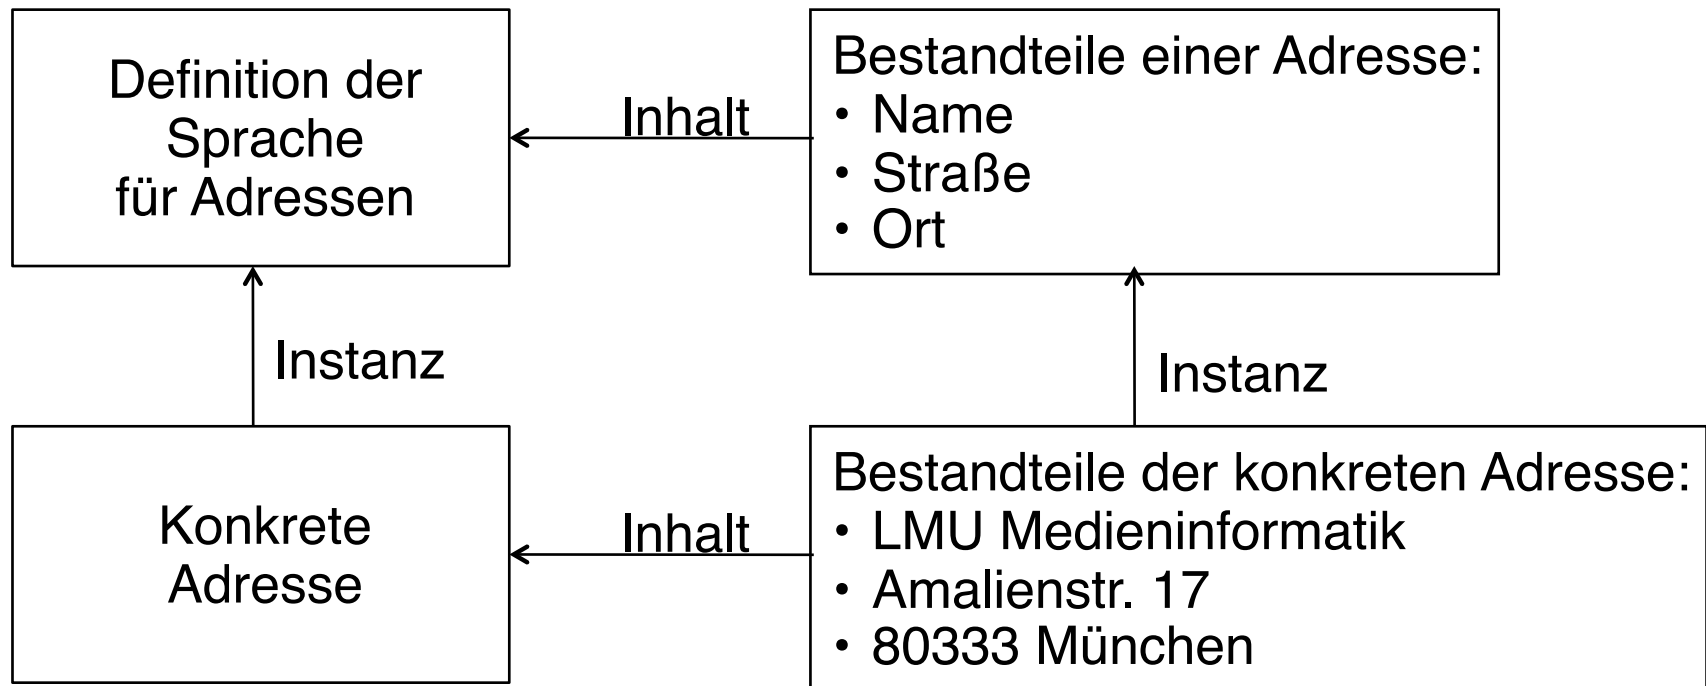 Definition der
Sprache
für Adressen
Inhalt
Bestandteile einer Adresse:
• Name
• Straße
• Ort
Instanz
Instanz
Konkrete
Adresse
Inhalt
Bestandteile der konkreten Adresse:
• LMU Medieninformatik
• Amalienstr. 17
• 80333 München